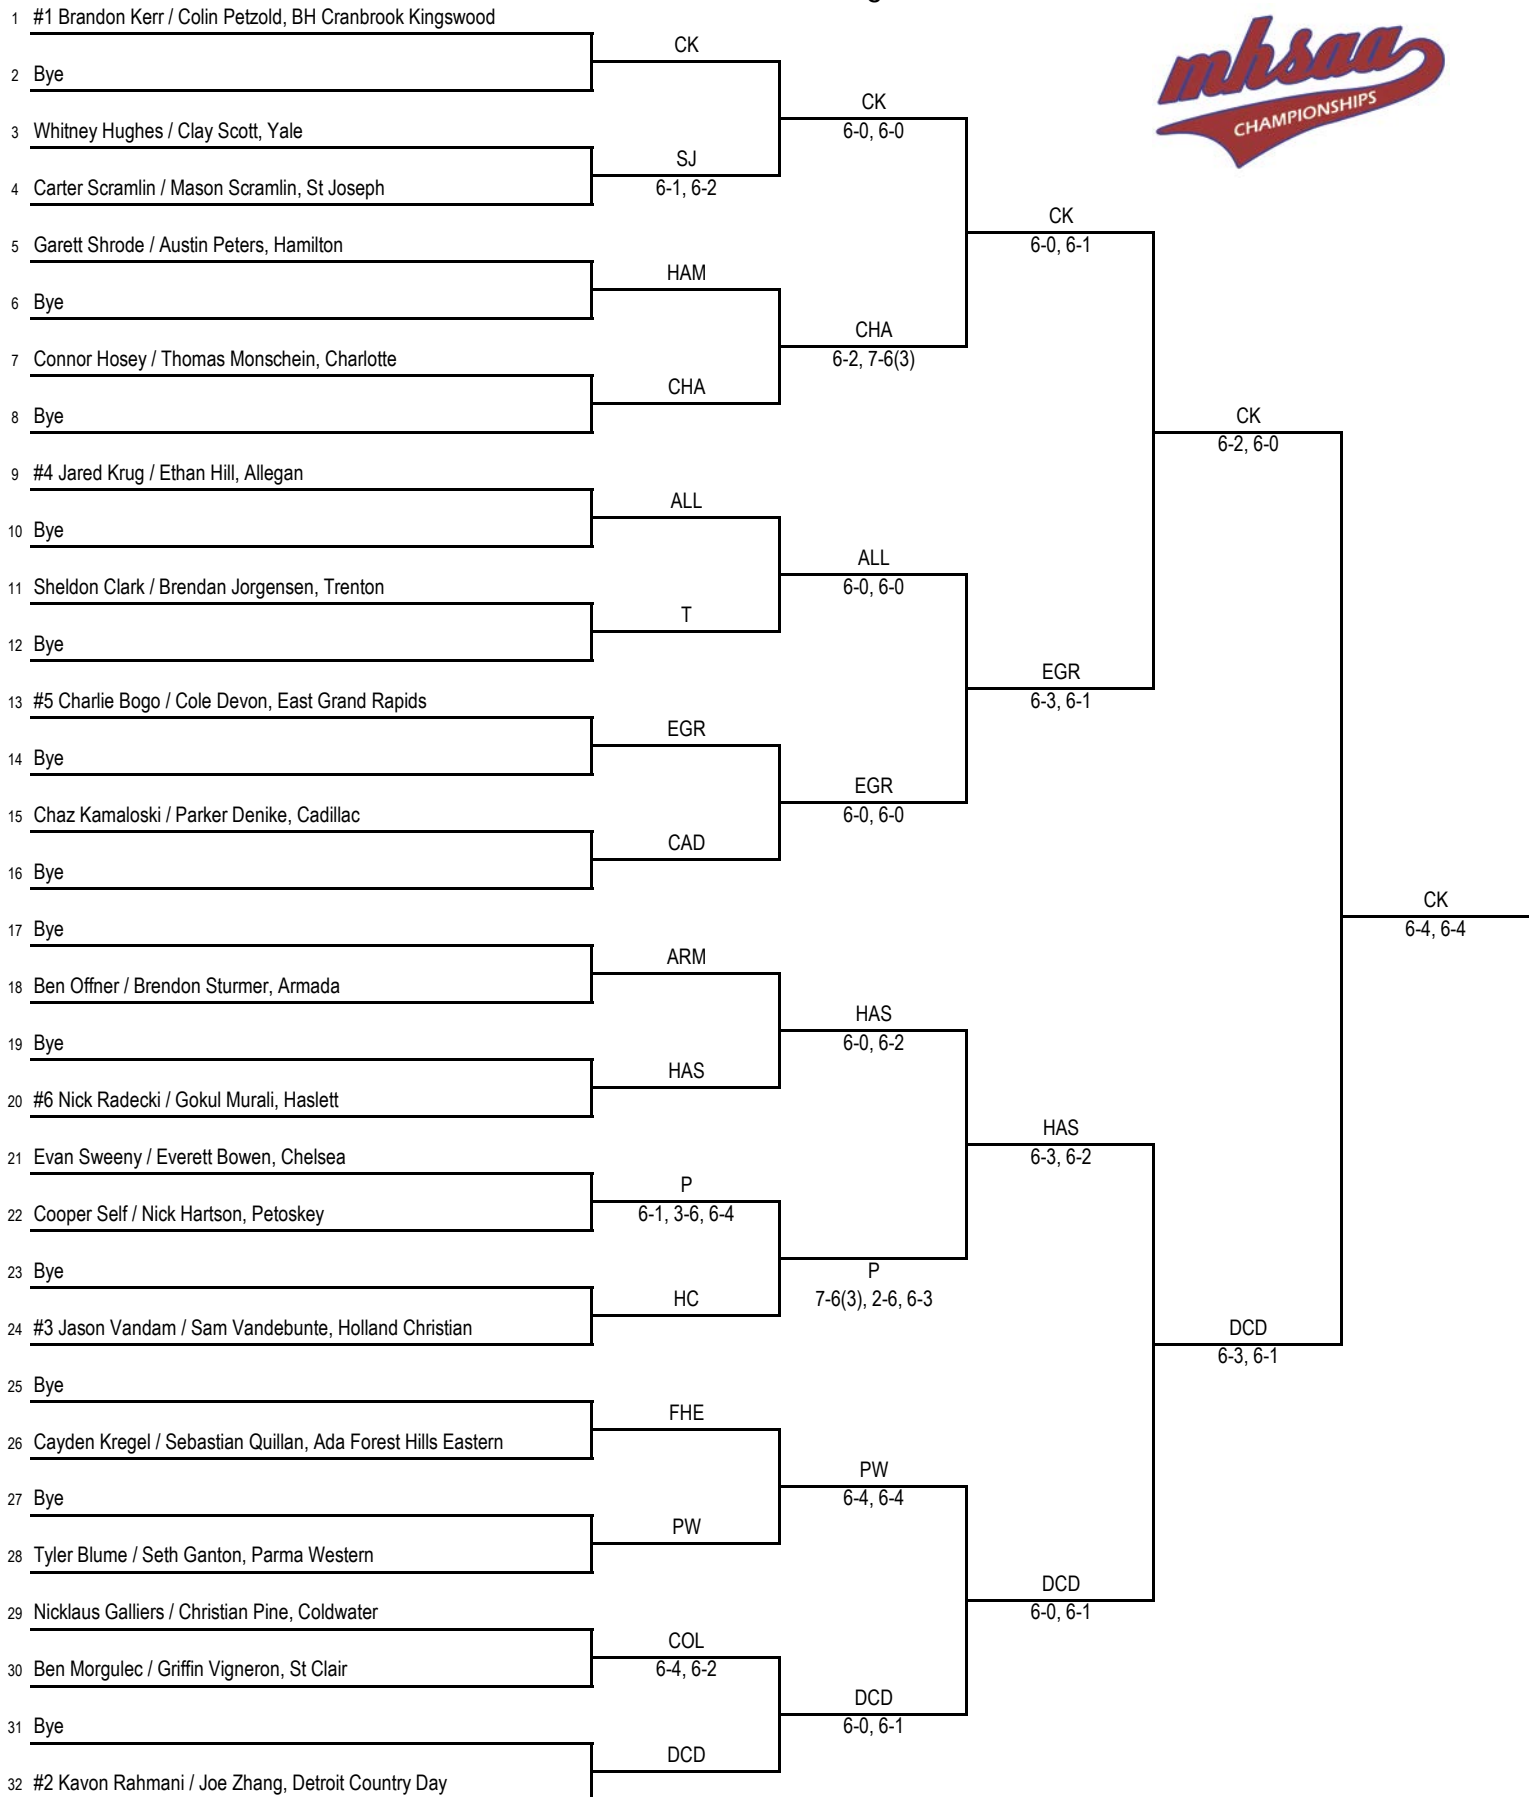 1 #1 Brandon Kerr / Colin Petzold, BH Cranbrook Kingswood
CK
2 Bye
CK
6-0, 6-0
3 Whitney Hughes / Clay Scott, Yale
SJ
6-1, 6-2
4 Carter Scramlin / Mason Scramlin, St Joseph
CK
6-0, 6-1
5 Garett Shrode / Austin Peters, Hamilton
HAM
6 Bye
CHA
6-2, 7-6(3)
7 Connor Hosey / Thomas Monschein, Charlotte
CHA
8 Bye
CK
6-2, 6-0
9 #4 Jared Krug / Ethan Hill, Allegan
ALL
10 Bye
ALL
6-0, 6-0
11 Sheldon Clark / Brendan Jorgensen, Trenton
T
12 Bye
EGR
6-3, 6-1
13 #5 Charlie Bogo / Cole Devon, East Grand Rapids
EGR
14 Bye
EGR
6-0, 6-0
15 Chaz Kamaloski / Parker Denike, Cadillac
CAD
16 Bye
CK
6-4, 6-4
17 Bye
ARM
18 Ben Offner / Brendon Sturmer, Armada
HAS
6-0, 6-2
19 Bye
HAS
20 #6 Nick Radecki / Gokul Murali, Haslett
HAS
6-3, 6-2
21 Evan Sweeny / Everett Bowen, Chelsea
P
6-1, 3-6, 6-4
22 Cooper Self / Nick Hartson, Petoskey
P
7-6(3), 2-6, 6-3
23 Bye
HC
24 #3 Jason Vandam / Sam Vandebunte, Holland Christian
DCD
6-3, 6-1
25 Bye
FHE
26 Cayden Kregel / Sebastian Quillan, Ada Forest Hills Eastern
PW
6-4, 6-4
27 Bye
PW
28 Tyler Blume / Seth Ganton, Parma Western
DCD
6-0, 6-1
29 Nicklaus Galliers / Christian Pine, Coldwater
COL
6-4, 6-2
30 Ben Morgulec / Griffin Vigneron, St Clair
DCD
6-0, 6-1
31 Bye
DCD
32 #2 Kavon Rahmani / Joe Zhang, Detroit Country Day
mhsaa
CHAMPIONSHIPS